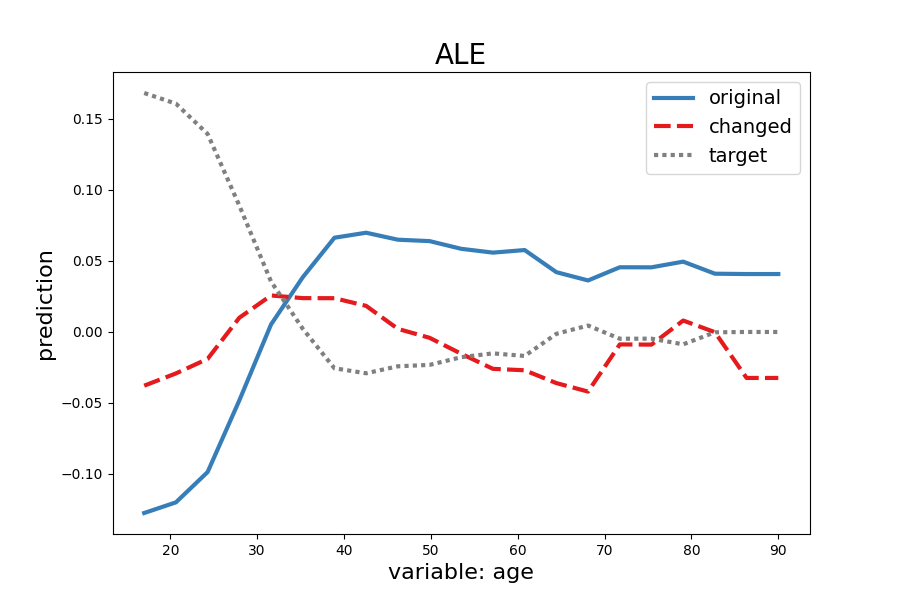 ALE
original
changed
target
0.15
0.10
0.05
0.00
−0.05
−0.10
prediction
20 30 40 50 60 70 80 90
variable: age